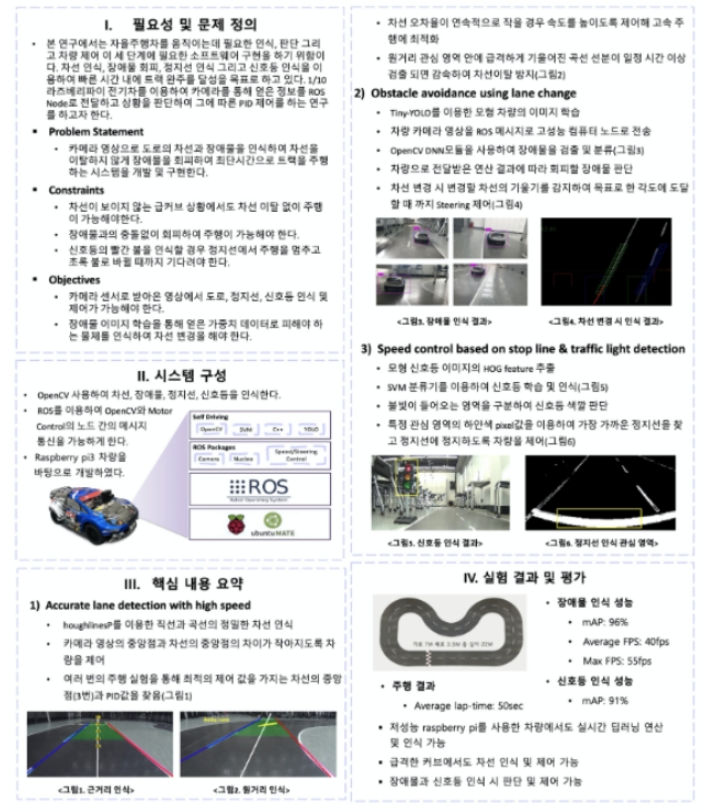 I. 필요성 및 문제 정의
• 본 연구에서는 자율주행차를 움직이는데 필요한 인식, 판단 그리
고 차량 제어 이 세 단계에 필요한 소프트웨어 구현을 하기 위함이
다. 차선 인식, 장애물 회피, 정지선 인식 그리고 신호등 인식을 이
용하여 빠른 시간 내에 트랙 완주를 달성을 목표로 하고 있다. 1/10
라즈베리파이 전기차를 이용하여 카메라를 통해 얻은 정보를 ROS
Node로 전달하고 상황을 판단하여 그에 따른 PID 제어를 하는 연구
를 하고자 한다.
▪ Problem Statement
• 카메라 영상으로 도로의 차선과 장애물을 인식하여 차선을
이탈하지 않게 장애물을 회피하여 최단시간으로 트랙을 주행
하는 시스템을 개발 및 구현한다.
▪ Constraints
• 차선이 보이지 않는 급커브 상황에서도 차선 이탈 없이 주행
이 가능해야한다.
• 장애물과의 충돌없이 회피하여 주행이 가능해야 한다.
• 신호등의 빨간 불을 인식할 경우 정지선에서 주행을 멈추고
초록 불로 바뀔 때까지 기다려야 한다.
▪ Objectives
• 카메라 센서로 받아온 영상에서 도로, 정지선, 신호등 인식 및
제어가 가능해야 한다.
• 장애물 이미지 학습을 통해 얻은 가중치 데이터로 피해야 하
는 물체를 인식하여 차선 변경을 해야 한다.
II. 시스템 구성
• OpenCV 사용하여 차선, 장애물, 정지선, 신호등을 인식한다.
• ROS를 이용하여 OpenCV와 Motor
Control의 노드 간의 메시지
통신을 가능하게 한다.
• Raspberry pi3 차량을
바탕으로 개발하였다.
Self Driving
OpenCV SVM C++ YOLO
ROS Packages
Camera Nucleo Speed/Steering Control
ROS
ubuntu MATE
III. 핵심 내용 요약
1) Accurate lane detection with high speed
• houghlinesP를 이용한 직선과 곡선의 정밀한 차선 인식
• 카메라 영상의 중앙점과 차선의 중앙점의 차이가 작아지도록 차
량을 제어
• 여러 번의 주행 실험을 통해 최적의 제어 값을 가지는 차선의 중앙
점(3번)과 PID값을 찾음(그림1)
<그림1. 근거리 인식> <그림2. 원거리 인식>
• 차선 오차율이 연속적으로 작을 경우 속도를 높이도록 제어해 고속 주
행에 최적화
• 원거리 관심 영역 안에 급격하게 기울어진 곡선 선분이 일정 시간 이상
검출 되면 감속하여 차선이탈 방지(그림2)
2) Obstacle avoidance using lane change
• Tiny-YOLO를 이용한 모형 차량의 이미지 학습
• 차량 카메라 영상을 ROS 메시지로 고성능 컴퓨터 노드로 전송
• OpenCV DNN모듈을 사용하여 장애물을 검출 및 분류(그림3)
• 차량으로 전달받은 연산 결과에 따라 회피할 장애물 판단
• 차선 변경 시 변경할 차선의 기울기를 감지하여 목표로 한 각도에 도달
할 때 까지 Steering 제어(그림4)
<그림3. 장애물 인식 결과> <그림4. 차선 변경 시 인식 결과>
3) Speed control based on stop line & traffic light detection
• 모형 신호등 이미지의 HOG feature 추출
• SVM 분류기를 이용하여 신호등 학습 및 인식(그림5)
• 불빛이 들어오는 영역을 구분하여 신호등 색깔 판단
• 특정 관심 영역의 하얀색 pixel값을 이용하여 가장 가까운 정지선을 찾
고 정지선에 정지하도록 차량을 제어(그림6)
<그림5. 신호등 인식 결과> <그림6. 정지선 인식 관심 영역>
IV. 실험 결과 및 평가
• 주행 결과
• Average lap-time: 50sec
• 장애물 인식 성능
• mAP: 96%
• Average FPS: 40fps
• Max FPS: 55fps
• 신호등 인식 성능
• mAP: 91%
• 저성능 raspberry pi를 사용한 차량에서도 실시간 딥러닝 연산
및 인식 가능
• 급격한 커브에서도 차선 인식 및 제어 가능
• 장애물과 신호등 인식 시 판단 및 제어 가능